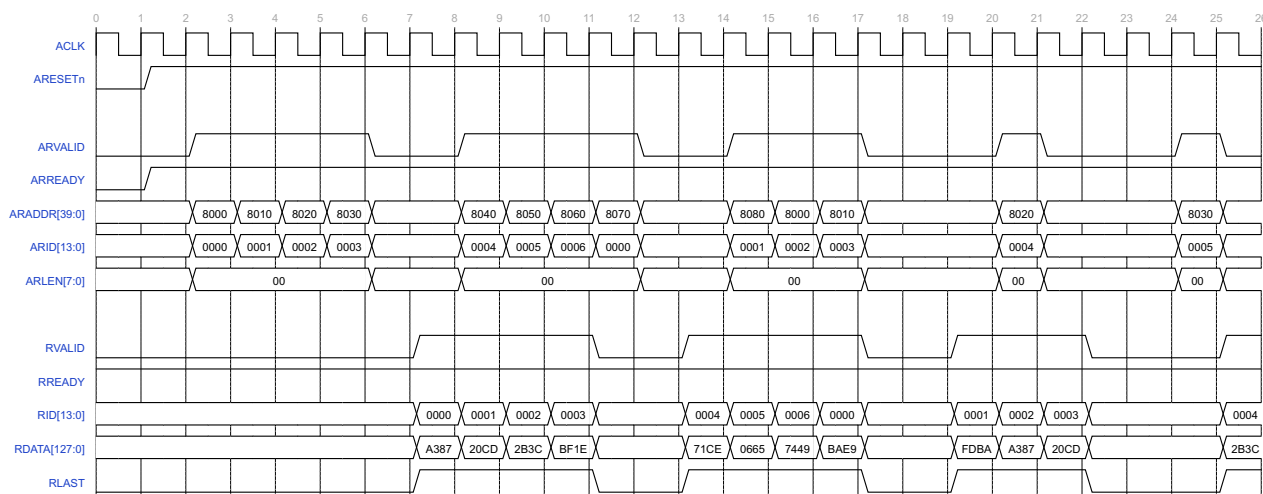 0 1 2 3 4 5 6 7 8 9 10 11 12 13 14 15 16 17 18 19 20 21 22 23 24 25 26
ACLK
ARESETn
ARVALID
ARREADY
ARADDR[39:0] 8000 8010 8020 8030 8040 8050 8060 8070 8080 8000 8010 8020 8030
ARID[13:0] 0000 0001 0002 0003 0004 0005 0006 0000 0001 0002 0003 0004 0005
ARLEN[7:0] 00 00 00 00 00
RVALID
RREADY
RID[13:0] 0000 0001 0002 0003 0004 0005 0006 0000 0001 0002 0003 0004
RDATA[127:0] A387 20CD 2B3C BF1E 71CE 0665 7449 BAE9 FDBA A387 20CD 2B3C
RLAST